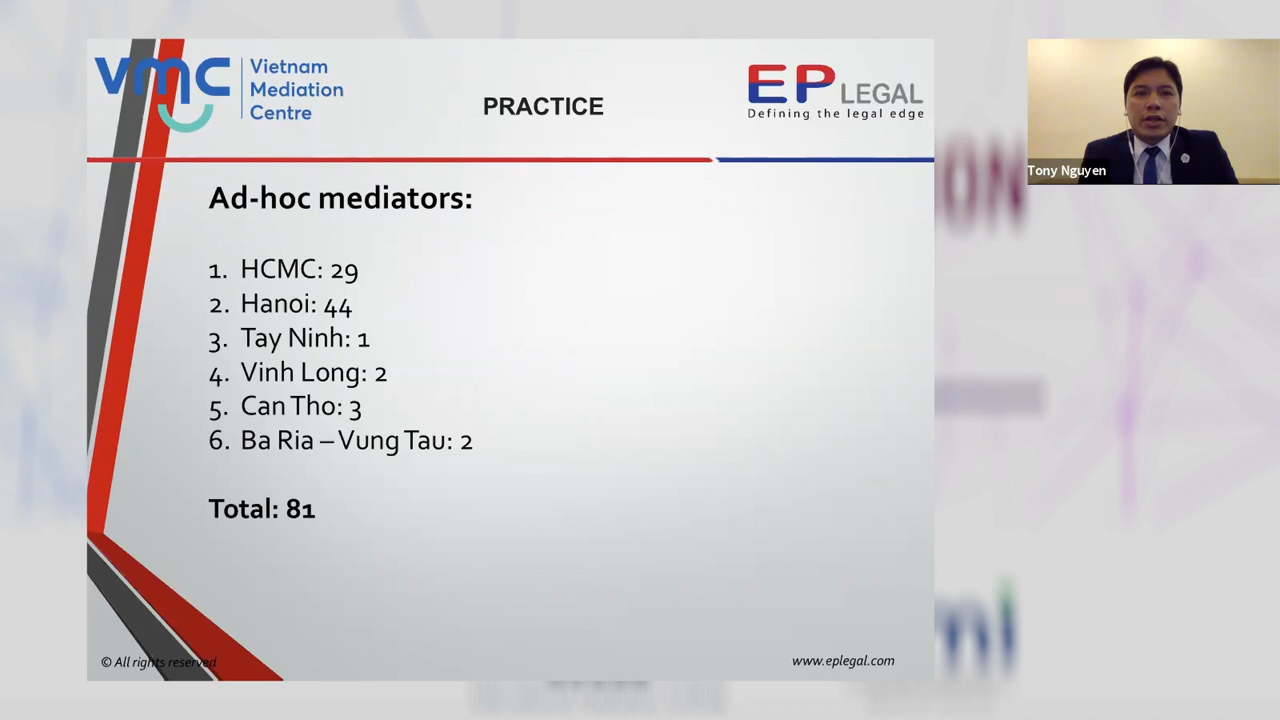 vmc
Vietnam
Mediation
Centre
PRACTICE
EP LEGAL
Defining the legal edge
Tony Nguyen
Ad-hoc mediators:
1. HCMC: 29
2. Hanoi: 44
3. Tay Ninh: 1
4. Vinh Long: 2
5. Can Tho: 3
6. Ba Ria – Vung Tau: 2
Total: 81
© All rights reserved
www.eplegal.com